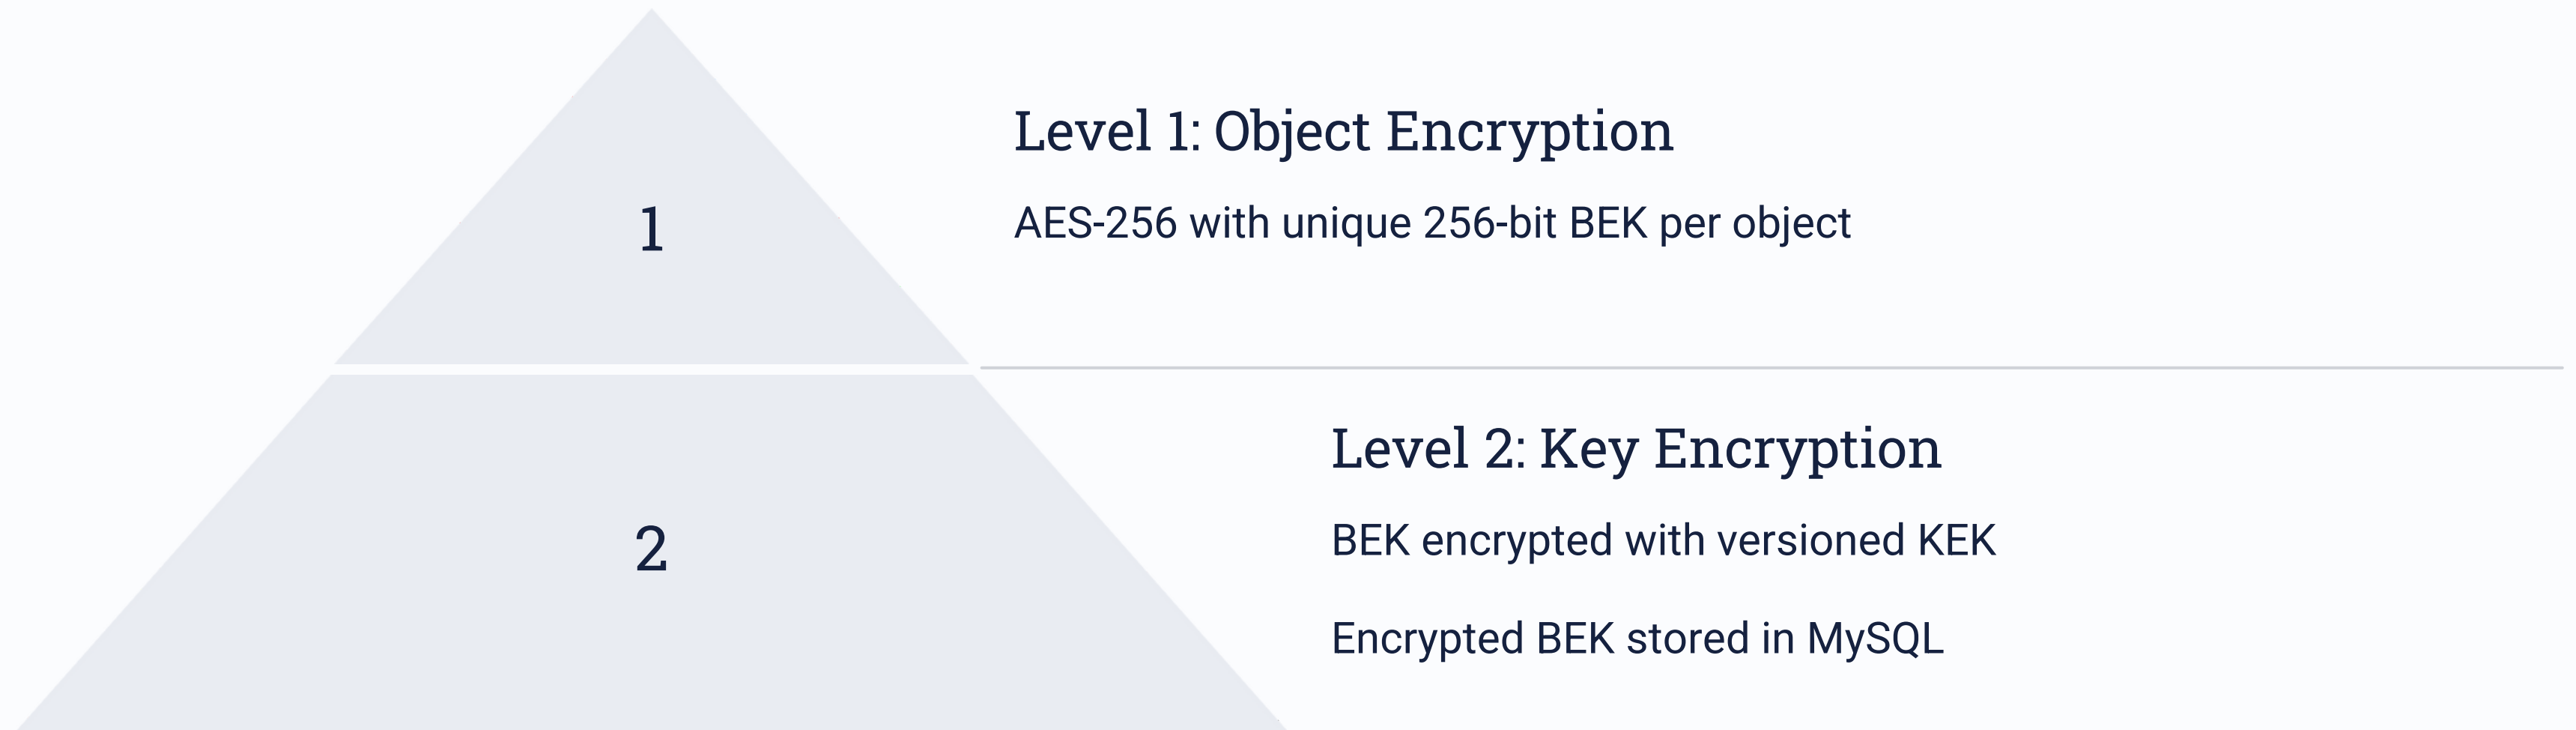 1
Level 1: Object Encryption
AES-256 with unique 256-bit BEK per object
2
Level 2: Key Encryption
BEK encrypted with versioned KEK
Encrypted BEK stored in MySQL